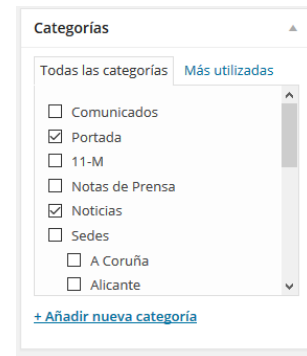 Categorías
Todas las categorías Más utilizadas
Comunicados
Portada
11-M
Notas de Prensa
Noticias
Sedes
A Coruña
Alicante
+ Añadir nueva categoría